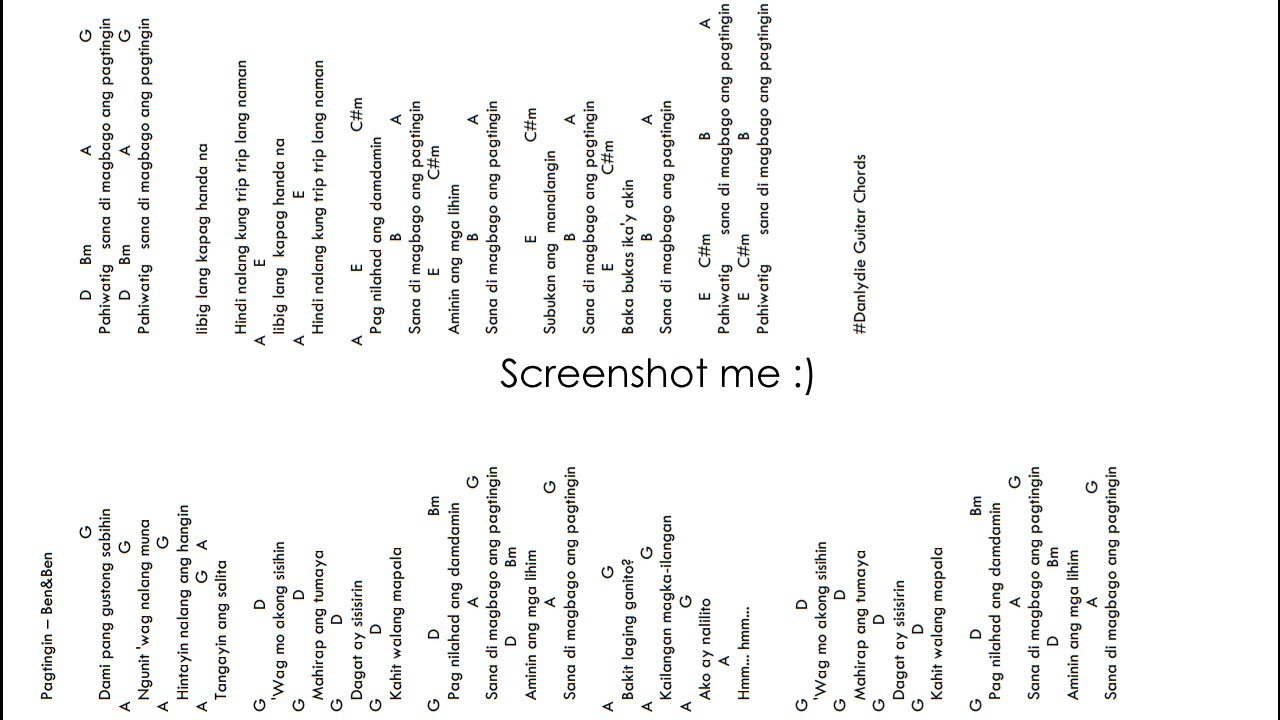 Pagtingin – Ben&Ben
G
Dami pang gustong sabihin
A G
Ngunit 'wag nalang muna
A G
Hintayin nalang ang hangin
A G A
Tangayin ang salita
G D
'Wag mo akong sisihin
G D
Mahirap ang tumaya
G D
Dagat ay sisisirin
G D
Kahit walang mapala
G D Bm
Pag nilahad ang damdamin
A G
Sana di magbago ang pagtingin
D Bm
Aminin ang mga lihim
A G
Sana di magbago ang pagtingin
A G
Bakit laging ganito?
A G
Kailangan magka-ilangan
A G
Ako ay nalilito
A
Hmm... hmm...
G D
'Wag mo akong sisihin
G D
Mahirap ang tumaya
G D
Dagat ay sisisirin
G D
Kahit walang mapala
G D Bm
Pag nilahad ang damdamin
A G
Sana di magbago ang pagtingin
D Bm
Aminin ang mga lihim
A G
Sana di magbago ang pagtingin
Screenshot me :)
D Bm A G
Pahiwatig sana di magbago ang pagtingin
D Bm A G
Pahiwatig sana di magbago ang pagtingin
Iibig lang kapag handa na
Hindi nalang kung trip trip lang naman
A E
Iibig lang kapag handa na
A E
Hindi nalang kung trip trip lang naman
A E C#m
Pag nilahad ang damdamin
B A
Sana di magbago ang pagtingin
E C#m
Aminin ang mga lihim
B A
Sana di magbago ang pagtingin
E C#m
Subukan ang manalangin
B A
Sana di magbago ang pagtingin
E C#m
Baka bukas ika'y akin
B A
Sana di magbago ang pagtingin
E C#m B A
Pahiwatig sana di magbago ang pagtingin
E C#m B
Pahiwatig sana di magbago ang pagtingin
#Danlydie Guitar Chords